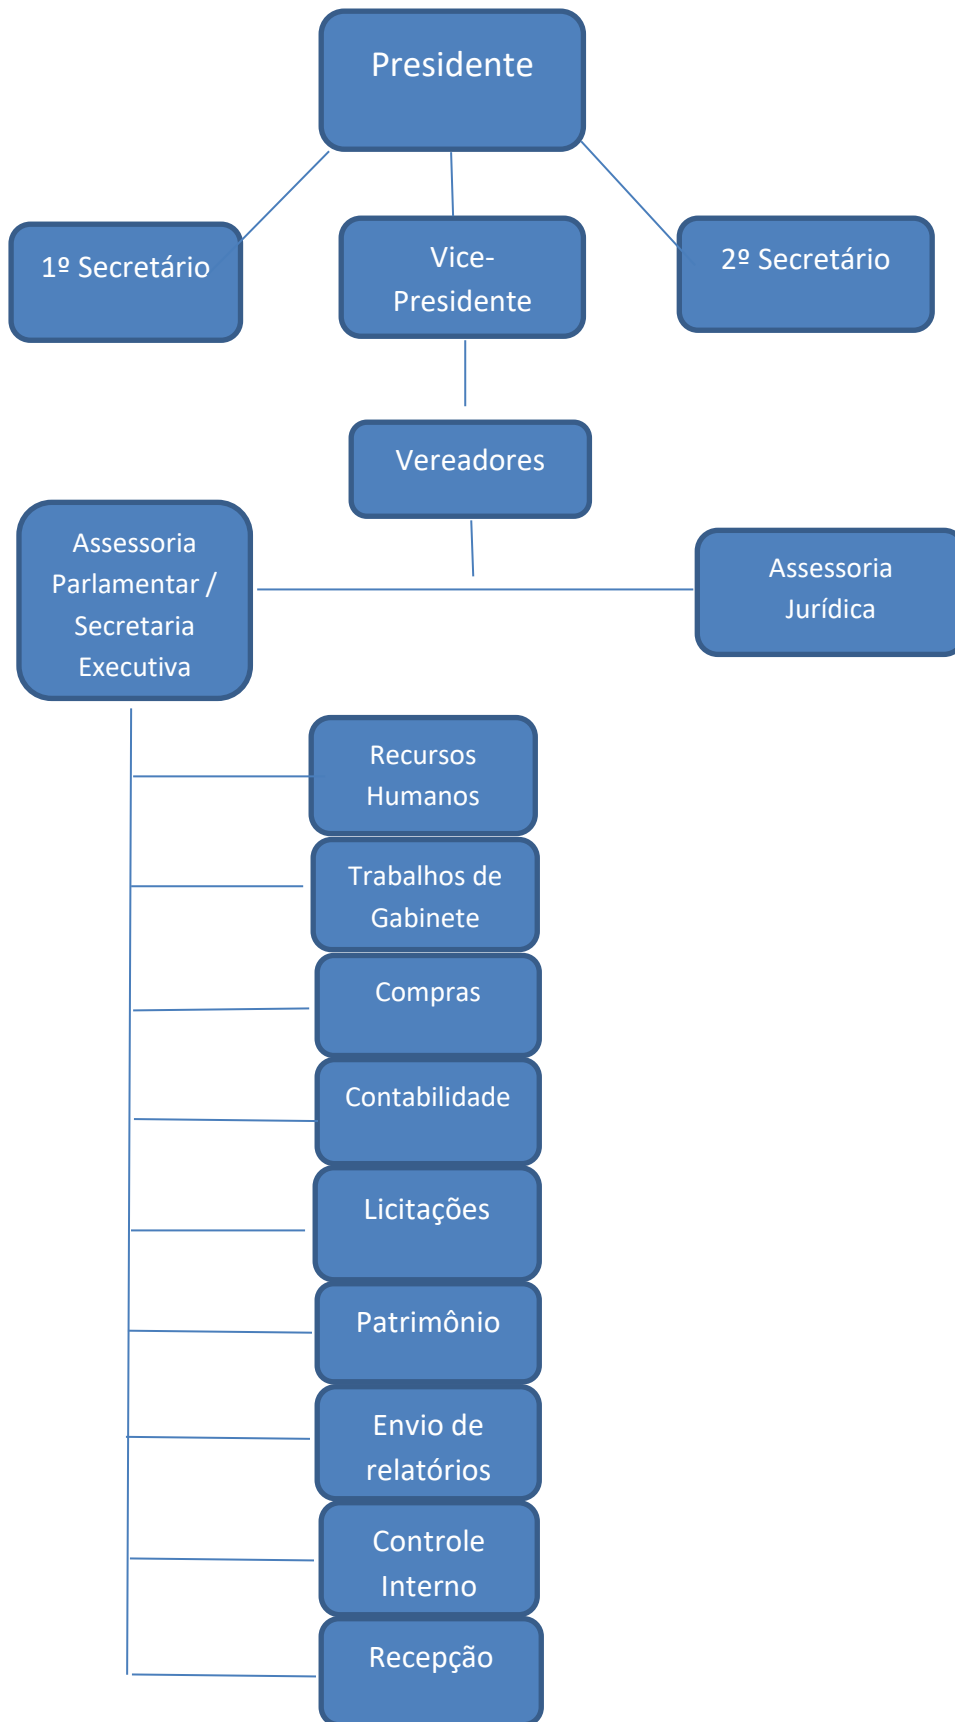 Presidente
1º Secretário
Vice-
Presidente
2º Secretário
Vereadores
Assessoria
Parlamentar /
Secretaria
Executiva
Assessoria
Jurídica
Recursos
Humanos
Trabalhos de
Gabinete
Compras
Contabilidade
Licitações
Patrimônio
Envio de
relatórios
Controle
Interno
Recepção